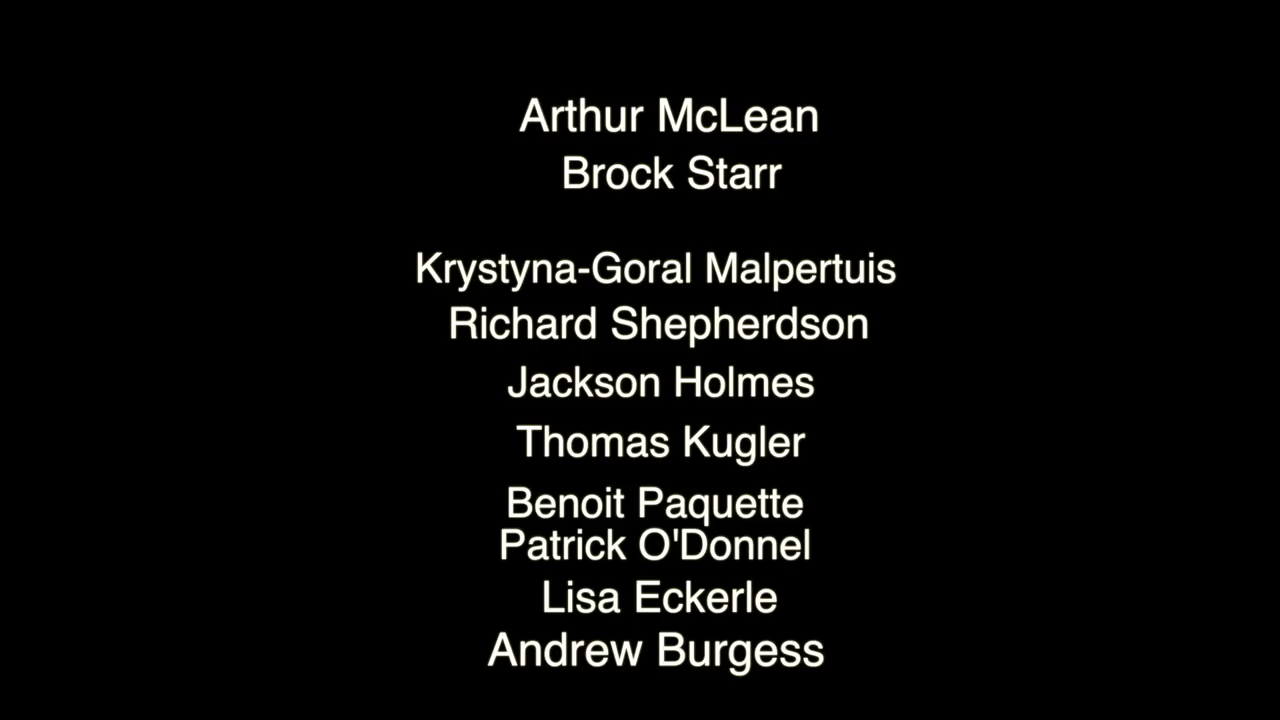 Arthur McLean
Brock Starr
Krystyna-Goral Malpertuis
Richard Shepherdson
Jackson Holmes
Thomas Kugler
Benoit Paquette
Patrick O'Donnel
Lisa Eckerle
Andrew Burgess